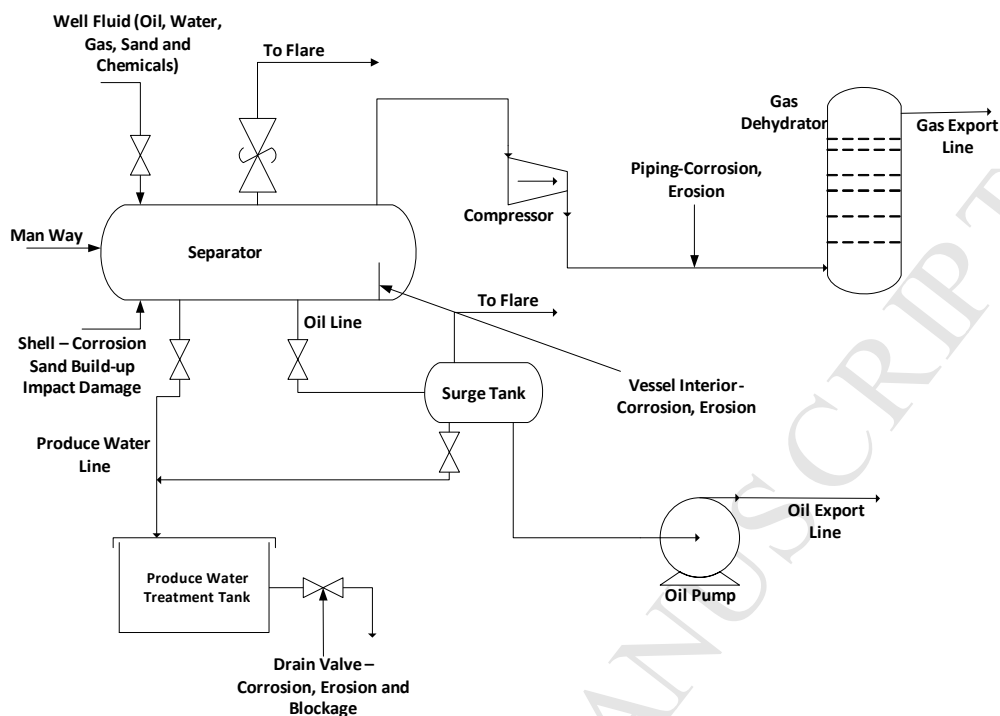 Well Fluid (Oil, Water,
Gas, Sand and
Chemicals)
To Flare
Gas
Dehydrator
Gas Export
Line
Piping-Corrosion,
Erosion
Compressor
Man Way
Separator
To Flare
Oil Line
Shell – Corrosion
Sand Build-up
Impact Damage
Surge Tank
Vessel Interior-
Corrosion, Erosion
Produce Water
Line
Oil Export
Line
Produce Water
Treatment Tank
Oil Pump
Drain Valve –
Corrosion, Erosion and
Blockage
ANUSCRIPT